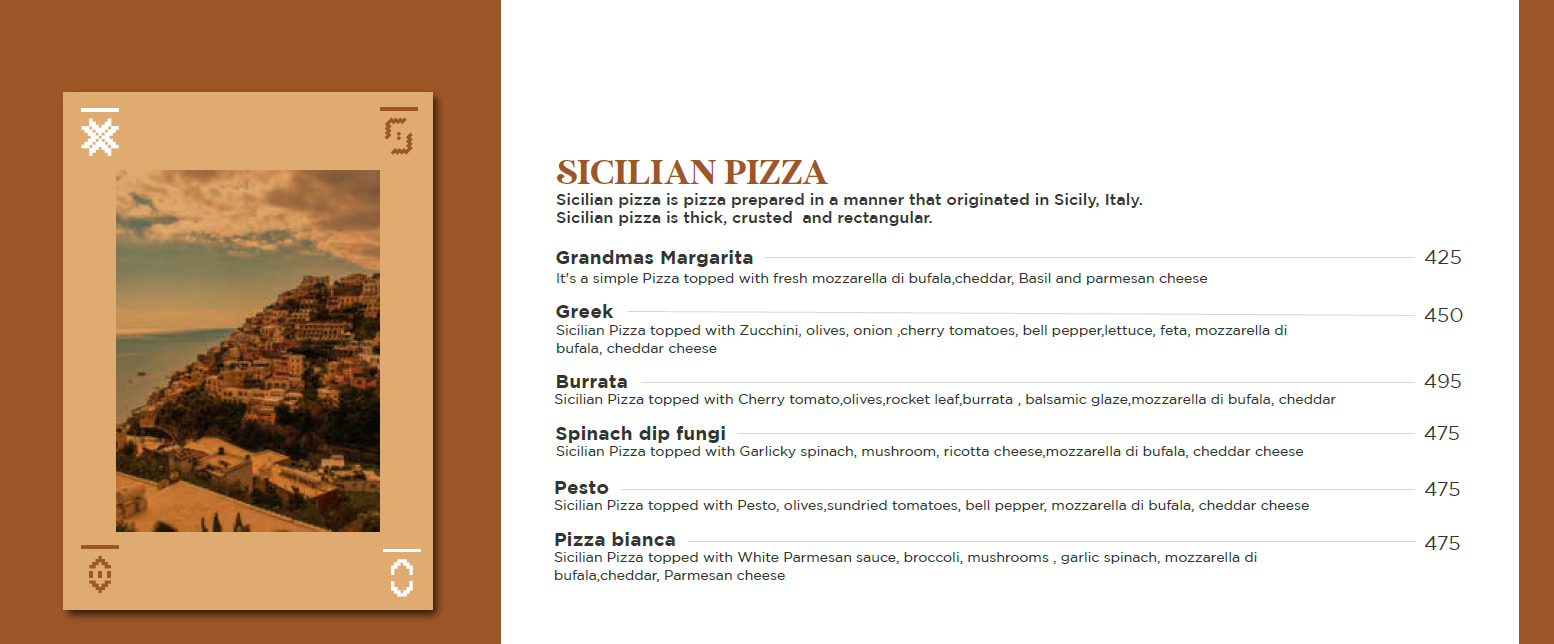 SICILIAN PIZZA
Sicilian pizza is pizza prepared in a manner that originated in Sicily, Italy.
Sicilian pizza is thick, crusted  and rectangular.
Grandmas Margarita 425
It's a simple Pizza topped with fresh mozzarella di bufala,cheddar, Basil and parmesan cheese
Greek 450
Sicilian Pizza topped with Zucchini, olives, onion ,cherry tomatoes, bell pepper,lettuce, feta, mozzarella di
bufala, cheddar cheese
Burrata 495
Sicilian Pizza topped with Cherry tomato,olives,rocket leaf,burrata , balsamic glaze,mozzarella di bufala, cheddar
Spinach dip fungi 475
Sicilian Pizza topped with Garlicky spinach, mushroom, ricotta cheese,mozzarella di bufala, cheddar cheese
Pesto 475
Sicilian Pizza topped with Pesto, olives,sundried tomatoes, bell pepper, mozzarella di bufala, cheddar cheese
Pizza bianca 475
Sicilian Pizza topped with White Parmesan sauce, broccoli, mushrooms , garlic spinach, mozzarella di
bufala,cheddar, Parmesan cheese